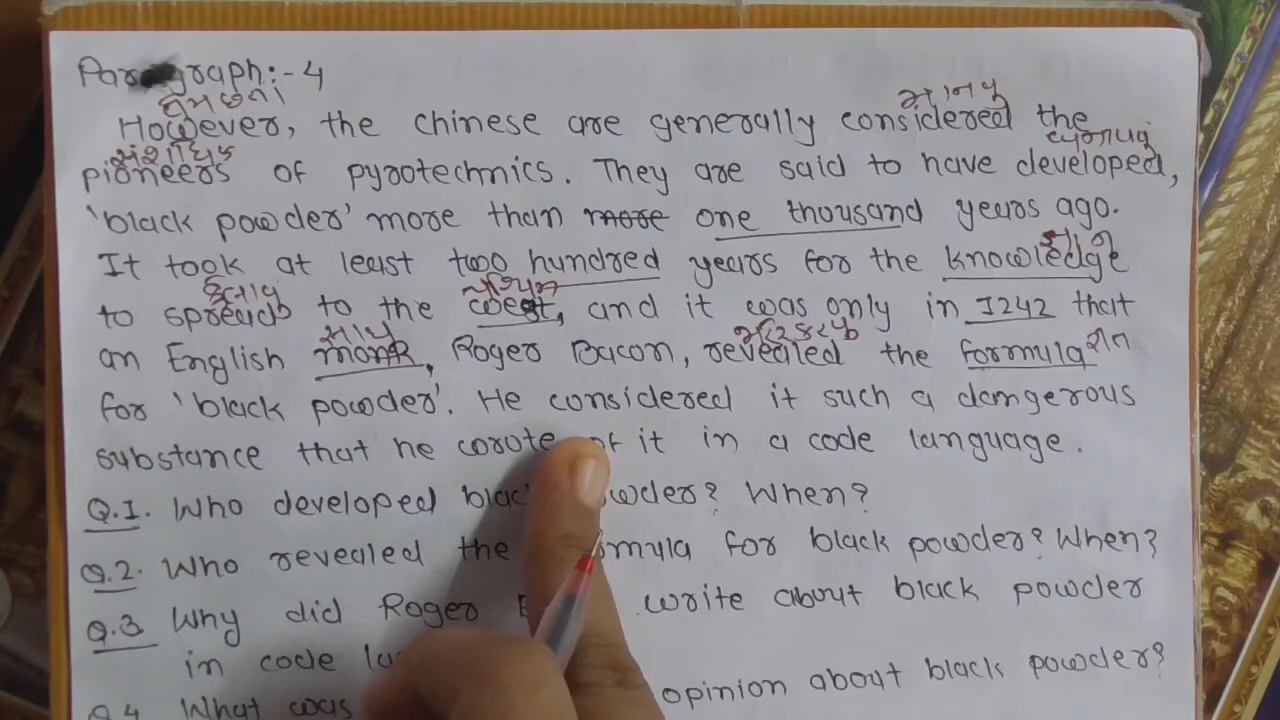 Paragraph:-4
However, the chinese are generally considered the
pioneers of pyrotechnics. They are said to have developed,
'black powder' more than more one thousand years ago.
It took at least two hundred years for the knowledge
to spread to the west, and it was only in 1242 that
an English monk, Roger Bacon, revealed the formula
for 'black powder'. He considered it such a dangerous
substance that he wrote of it in a code language.
Q.1. Who developed black powder? When?
Q.2. Who revealed the formula for black powder? When?
Q.3 Why did Roger write about black powder
in code
Q.4 What was opinion about black powder?